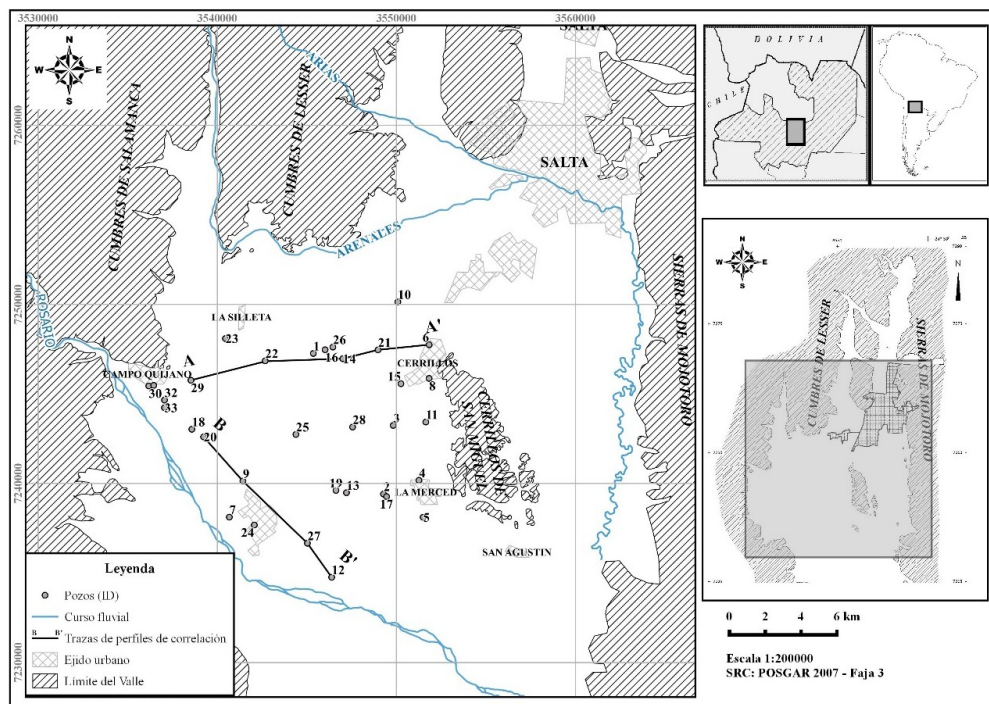 3530000 3540000 3550000 3560000
7260000
7250000
7240000
7230000
N
W E
S
SALTA
ARIAS
CUMBRES DE SALAMANCA
CUMBRES DE LESSER
SALTA
ARENALES
SIERRAS DE MOJOTORO
ROSARIO
10
LA SILLETA
23
A
22
1
26
16
14
21
6
A'
CERRILLOS
CAMPO QUIJANO
29
30
32
33
15
8
18
20
B
25
28
3
11
CERRILLOS DE
SAN MIGUEL
9
19
13
2
4
LA MERCED
17
5
7
24
27
12
B'
SAN AGUSTIN
Leyenda
Pozos (ID)
Curso fluvial
B B' Trazas de perfiles de correlación
Ejido urbano
Límite del Valle
BOLIVIA
CHILE
N
W E
S
N
CUMBRES DE LESSER
SIERRAS DE MOJOTORO
0 2 4 6 km
Escala 1:200000
SRC: POSGAR 2007 - Faja 3